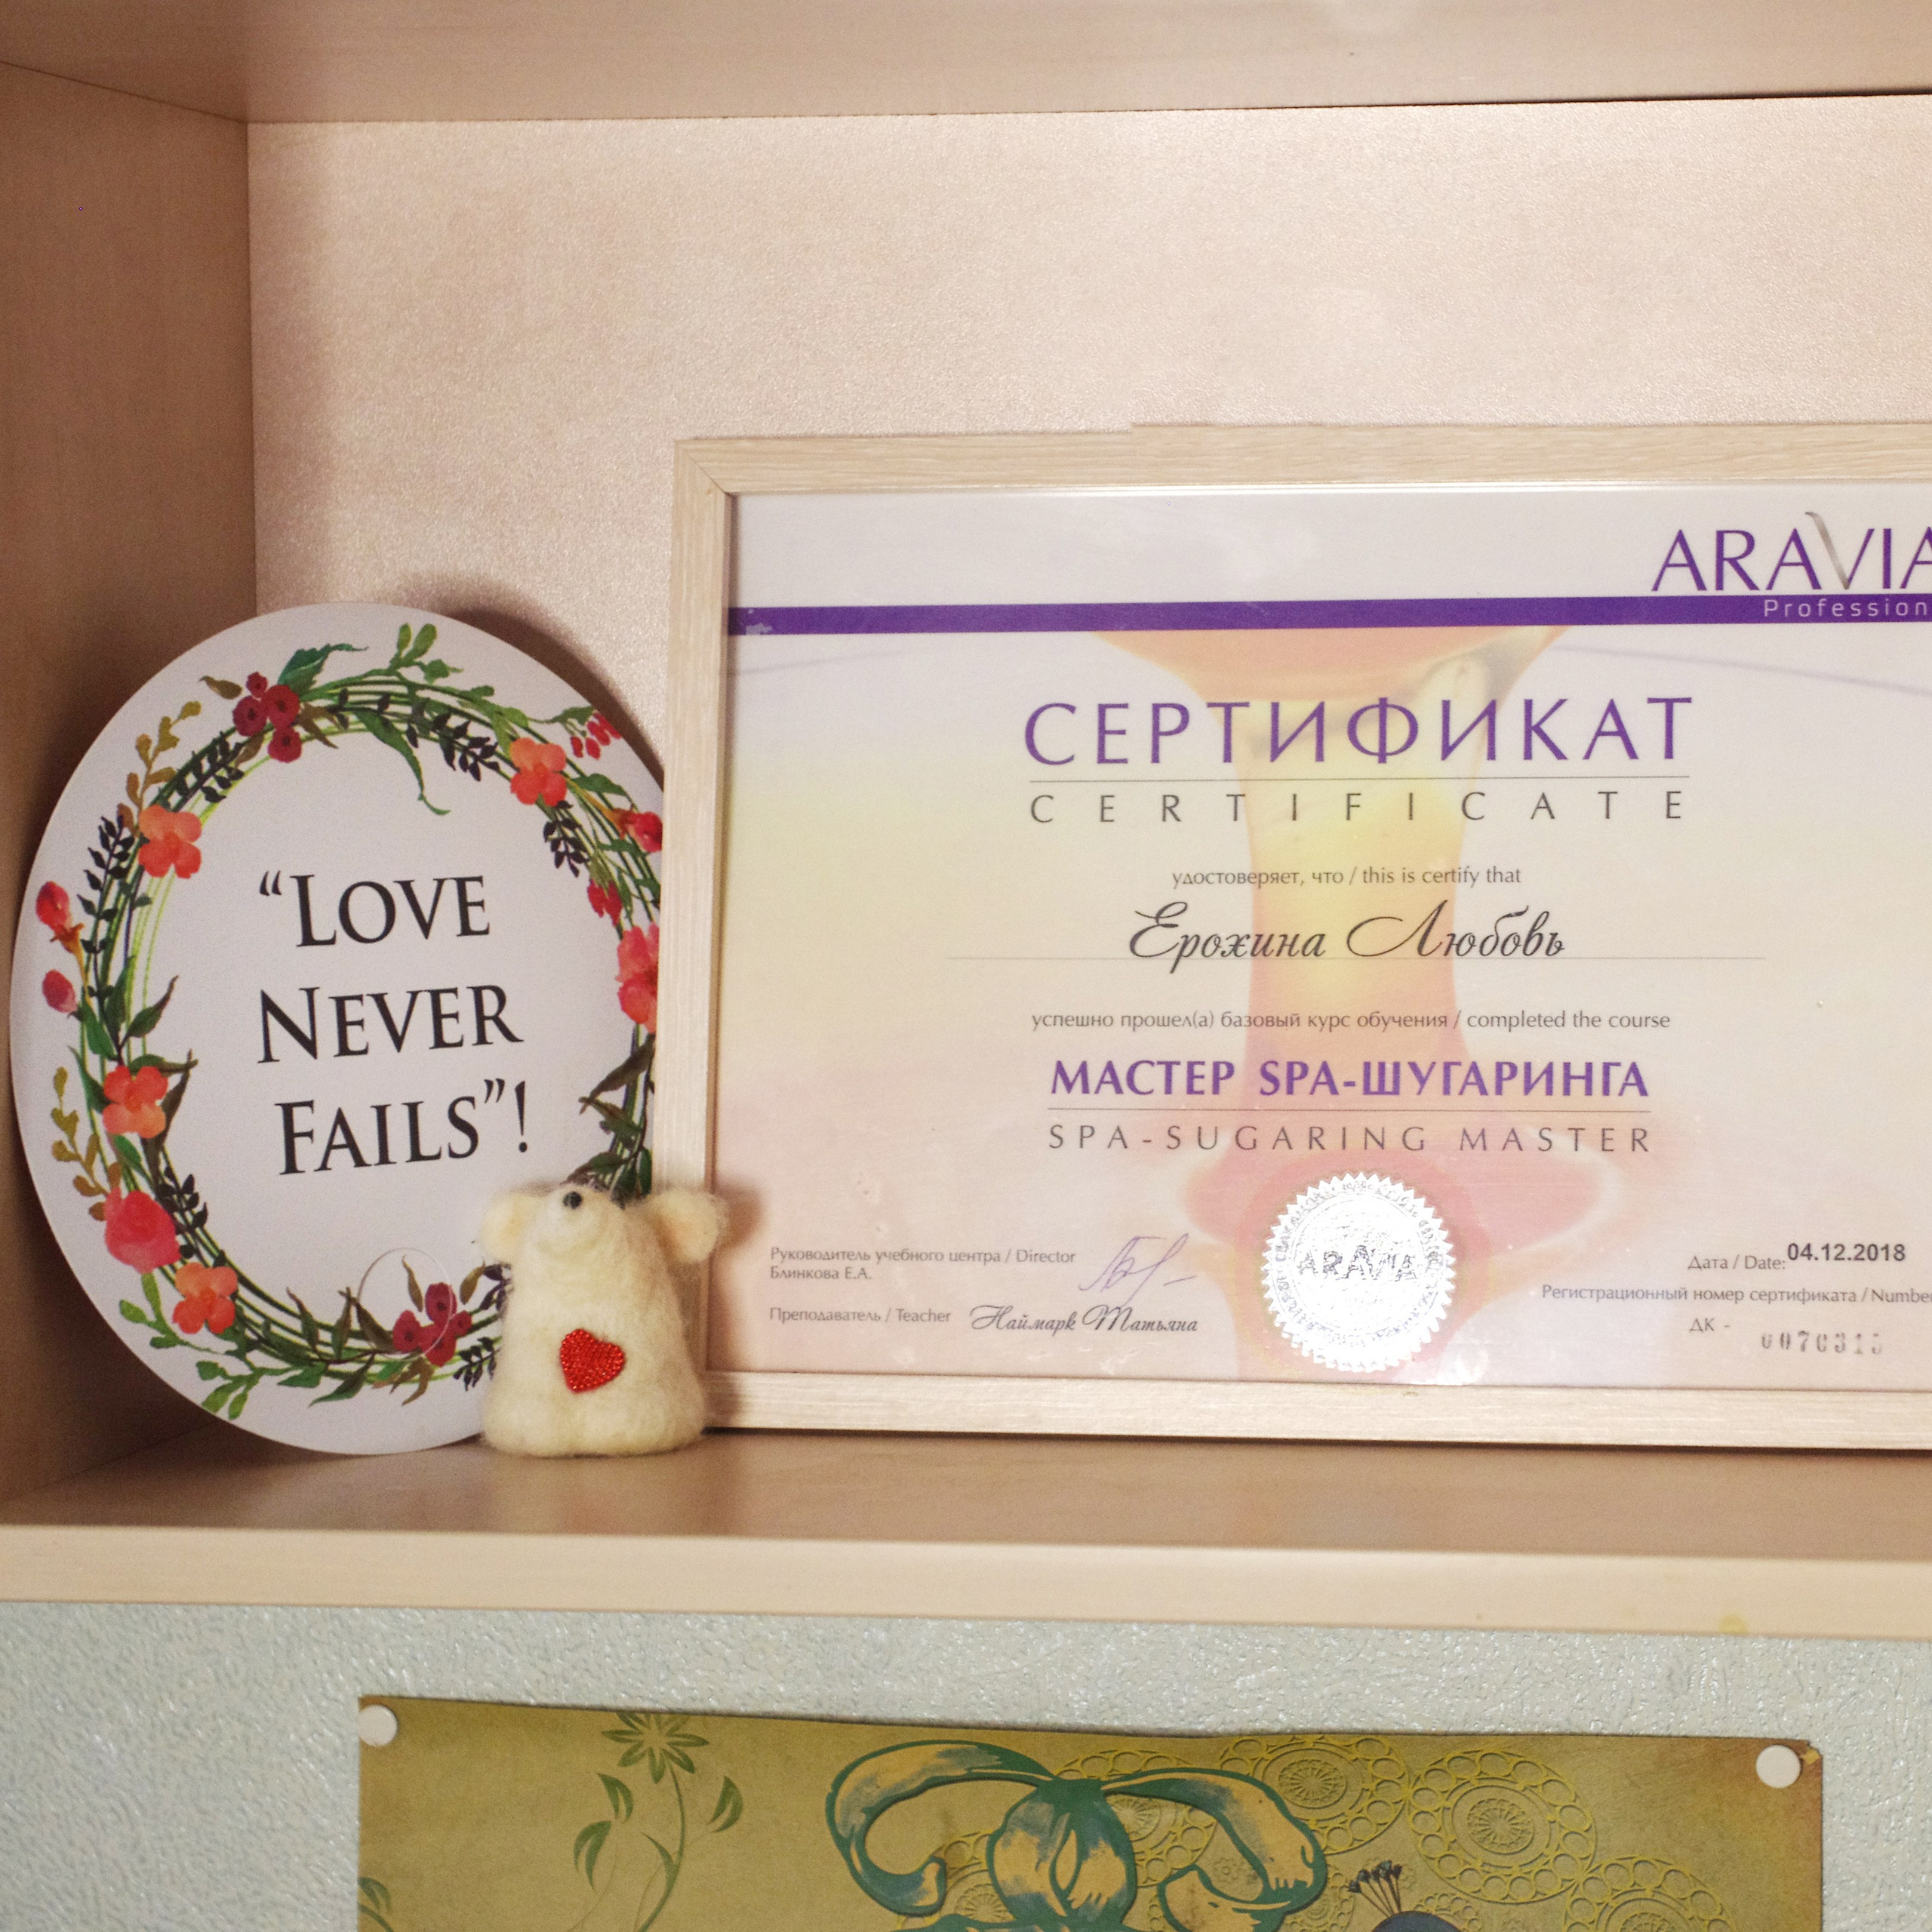 “LOVE
NEVER
FAILS”!
ARAVIA
Profession
СЕРТИФИКАТ
CERTIFICATE
удостоверяет, что / this is certify that
Ерохина Любовь
успешно прошел(а) базовый курс обучения / completed the course
МАСТЕР SPA-ШУГАРИНГА
SPA-SUGARING MASTER
Руководитель учебного центра / Director
Блинкова Е.А.
Преподаватель / Teacher Наймарк Татьяна
ARAVIA
Дата / Date: 04.12.2018
Регистрационный номер сертификата / Number
ДК -